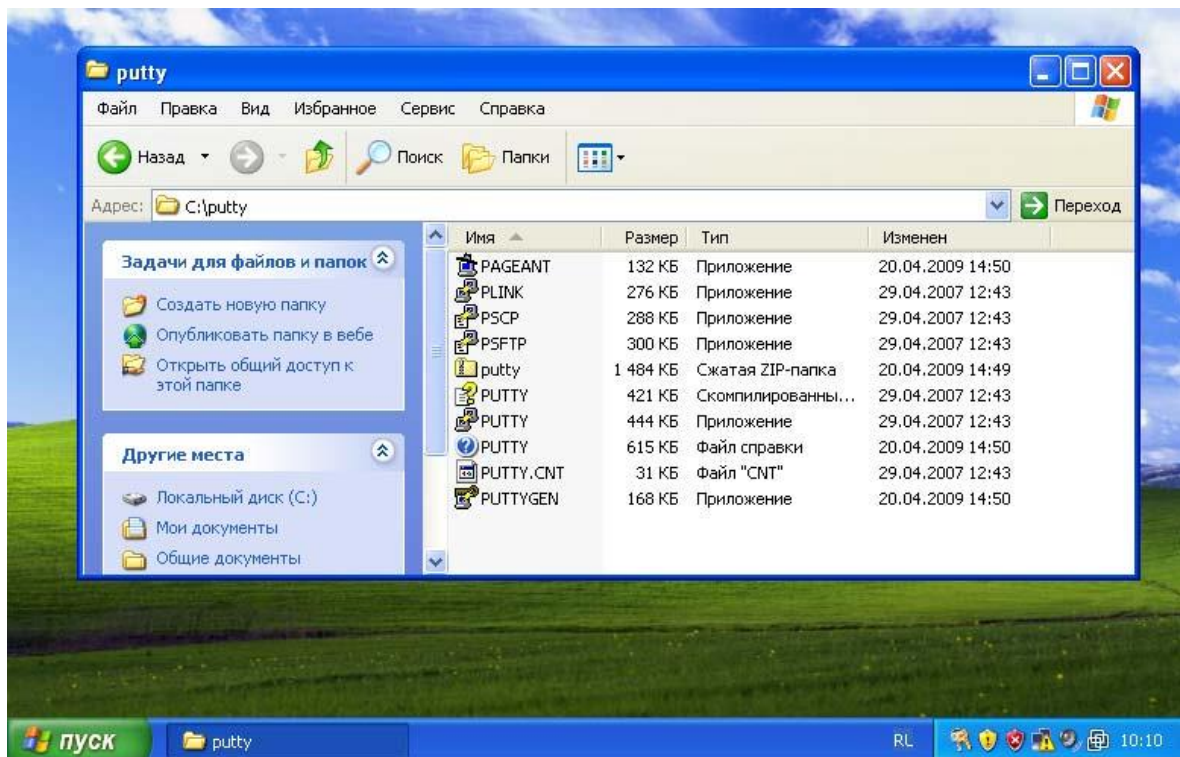 putty
Файл Правка Вид Избранное Сервис Справка
Назад Поиск Папки
Адрес: C:\putty Переход
Задачи для файлов и папок
Создать новую папку
Опубликовать папку в вебе
Открыть общий доступ к
этой папке
Другие места
Локальный диск (C:)
Мои документы
Общие документы
Имя Размер Тип Изменен
PAGEANT 132 КБ Приложение 20.04.2009 14:50
PLINK 276 КБ Приложение 29.04.2007 12:43
PSCP 288 КБ Приложение 29.04.2007 12:43
PSFTP 300 КБ Приложение 29.04.2007 12:43
putty 1 484 КБ Сжатая ZIP-папка 20.04.2009 14:49
PUTTY 421 КБ Скомпилированны... 29.04.2007 12:43
PUTTY 444 КБ Приложение 29.04.2007 12:43
PUTTY 615 КБ Файл справки 20.04.2009 14:50
PUTTY.CNT 31 КБ Файл "CNT" 29.04.2007 12:43
PUTTYGEN 168 КБ Приложение 20.04.2009 14:50
пуск putty RL 10:10